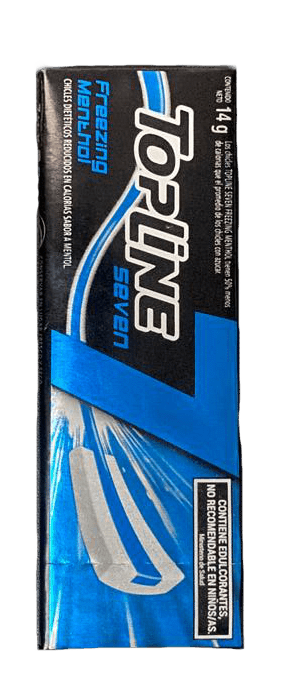 CONTENIDO
NETO 14 g
Los chicles TOPLINE SEVEN FREEZING MENTHOL tienen 50% menos
de calorías que el promedio de los chicles con azúcar.
TOPLINE
seven
7
Freezing
Menthol
CHICLES DIETÉTICOS REDUCIDOS EN CALORÍAS SABOR A MENTOL
CONTIENE EDULCORANTES,
NO RECOMENDABLE EN NIÑOS/AS.
Ministerio de Salud